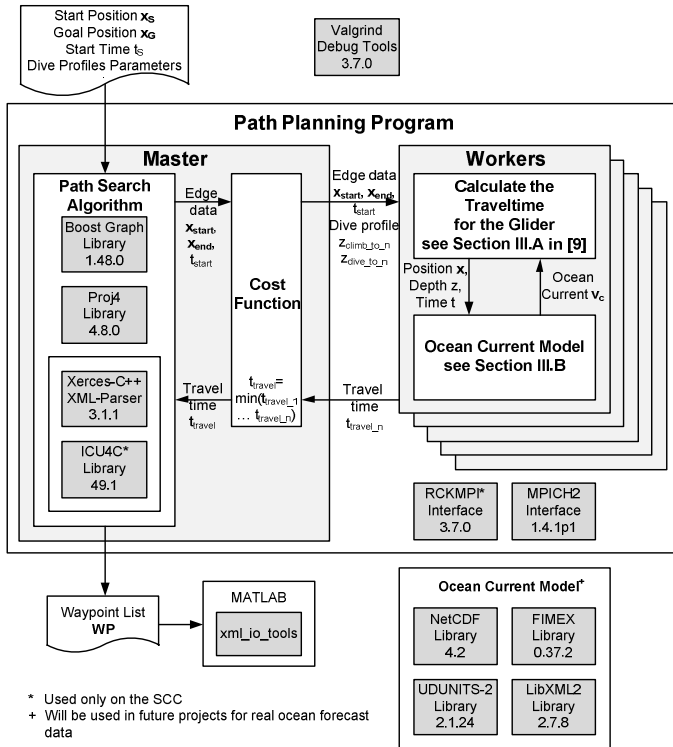 Start Position xS
Goal Position xG
Start Time tS
Dive Profiles Parameters
Valgrind
Debug Tools
3.7.0
Path Planning Program
Master
Workers
Path Search
Algorithm
Boost Graph
Library
1.48.0
Proj4
Library
4.8.0
Xerces-C++
XML-Parser
3.1.1
ICU4C*
Library
49.1
Edge
data
xstart,
xend,
tstart
Travel
time
ttravel
Cost
Function
ttravel=
min(ttravel_1
... ttravel_n)
Edge data
xstart, xend,
tstart
Dive profile
zclimb_to_n
zdive_to_n
Travel
time
ttravel_n
Calculate the
Traveltime
for the Glider
see Section III.A in [9]
Position x,
Depth z,
Time t
Ocean
Current vc
Ocean Current Model
see Section III.B
RCKMPI*
Interface
3.7.0
MPICH2
Interface
1.4.1p1
Waypoint List
WP
MATLAB
xml_io_tools
Ocean Current Model+
NetCDF
Library
4.2
FIMEX
Library
0.37.2
UDUNITS-2
Library
2.1.24
LibXML2
Library
2.7.8
* Used only on the SCC
+ Will be used in future projects for real ocean forecast
data